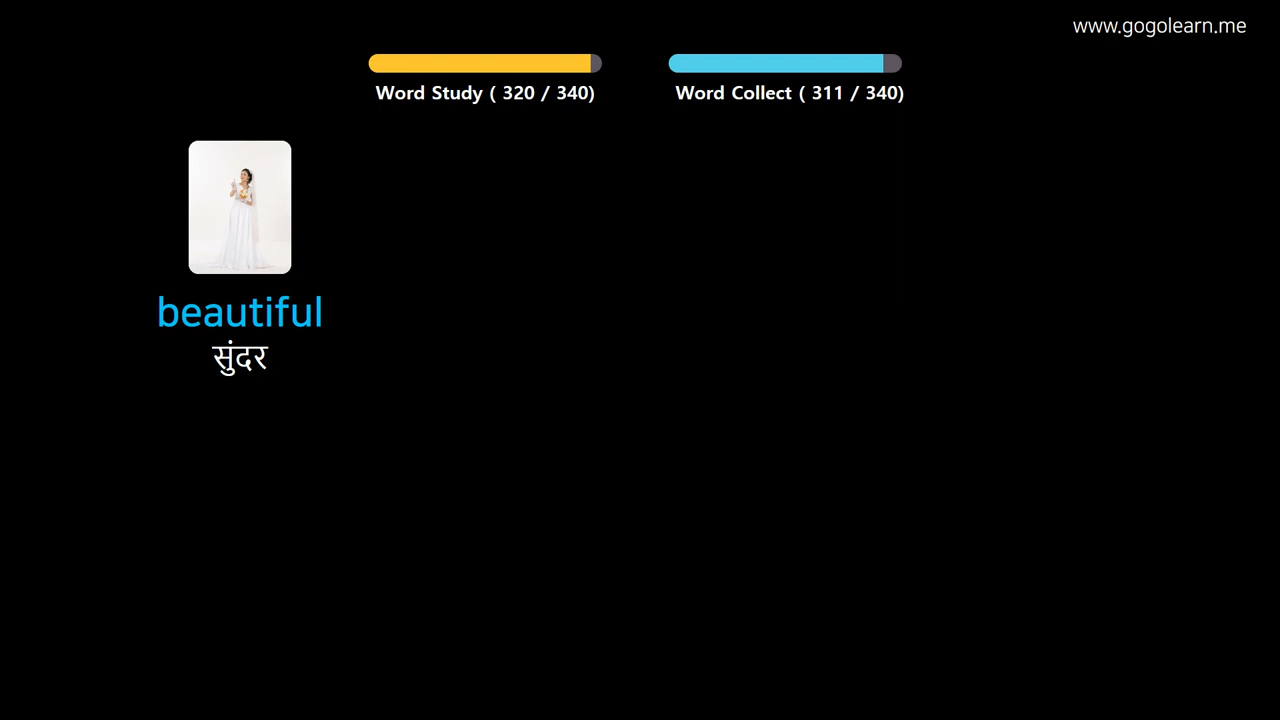 www.gogolearn.me
Word Study ( 320 / 340)
Word Collect ( 311 / 340)
beautiful
सुंदर